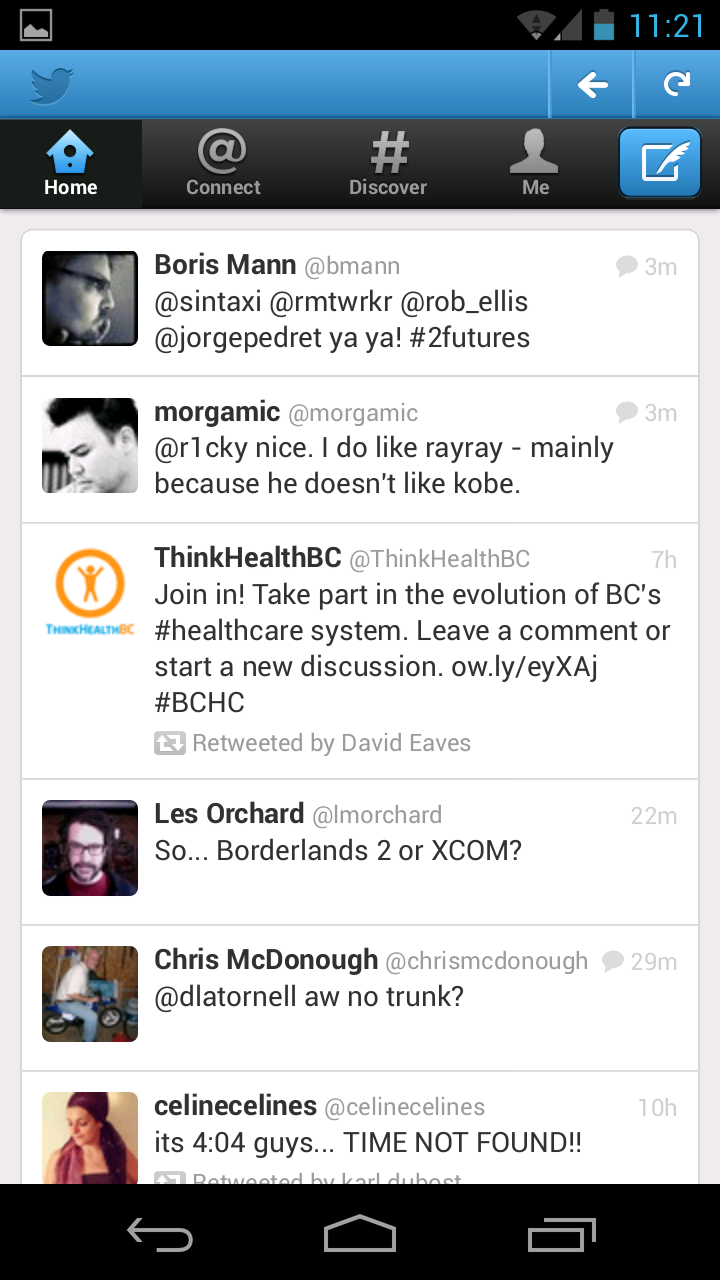 11:21
Home
@
Connect
#
Discover
Me
Boris Mann @bmann 3m
@sintaxi @rmtwrkr @rob_ellis
@jorgepedret ya ya! #2futures
morgamic @morgamic 3m
@r1cky nice. I do like rayray - mainly
because he doesn't like kobe.
ThinkHealthBC @ThinkHealthBC 7h
THINKHEALTHBC
Join in! Take part in the evolution of BC's
#healthcare system. Leave a comment or
start a new discussion. ow.ly/eyXAj
#BCHC
Retweeted by David Eaves
Les Orchard @lmorchard 22m
So... Borderlands 2 or XCOM?
Chris McDonough @chrismcdonough 29m
@dlatornell aw no trunk?
celinecelines @celinecelines 10h
its 4:04 guys... TIME NOT FOUND!!
Retweeted by karl dubost